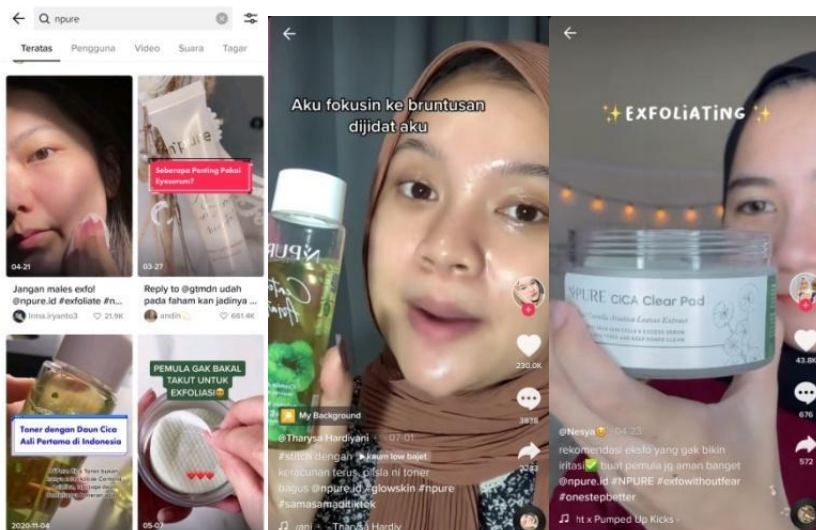 npure
Teratas
Pengguna
Video
Suara
Tagar
n'pure
Seberapa Penting Pakai
Eyeserum?
04-21
03-27
Jangan males exfo!
@npure.id #exfoliate #n...
Irma.iryanto3
21.9K
Reply to @gtmdn udah
pada faham kan jadinya ...
andin
661.4K
Toner dengan Daun Cica
Asli Pertama di Indonesia
2020-11-04
PEMULA GAK BAKAL
TAKUT UNTUK
EXFOLIASI
05-07
Aku fokusin ke bruntusan
dijidat aku
NPURE
230.0K
3838
My Background
@Tharysa Hardiyani · 07-01
#stitch dengan kaum low bajet
keracunan terus, plisla ni toner
bagus @npure.id #glowskin #npure
#samasamaditiktok
Tharysa Hardiy
EXFOLiATiNG
NPURE CICA Clear Pad
43.8K
676
572
@Nesya · 04-23
rekomendasi eksfo yang gak bikin
iritasi✅ buat pemula jg aman banget
@npure.id #NPURE #exfowithoutfear
#onestepbetter
ht x Pumped Up Kicks -